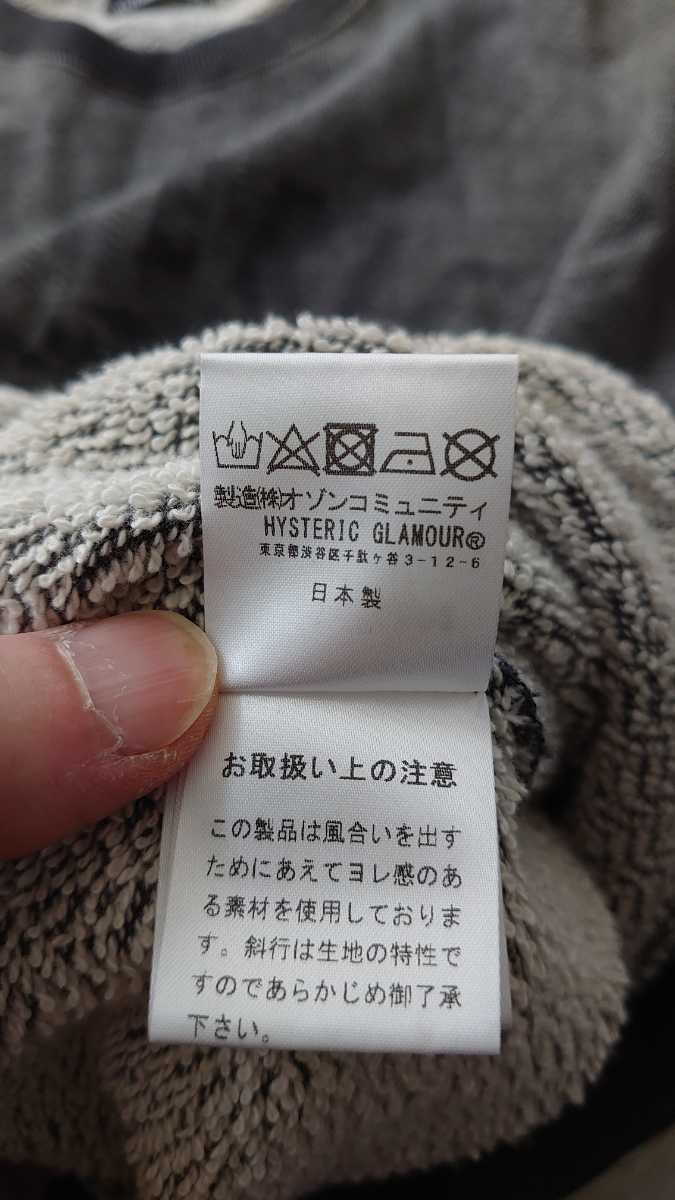 製造(株)オゾンコミュニティ
HYSTERIC GLAMOUR®
東京都渋谷区千駄ヶ谷3-12-6
日本製
お取扱い上の注意
この製品は風合いを出す
ためにあえてヨレ感のあ
る素材を使用しておりま
す。斜行は生地の特性で
すのであらかじめ御了承
下さい。